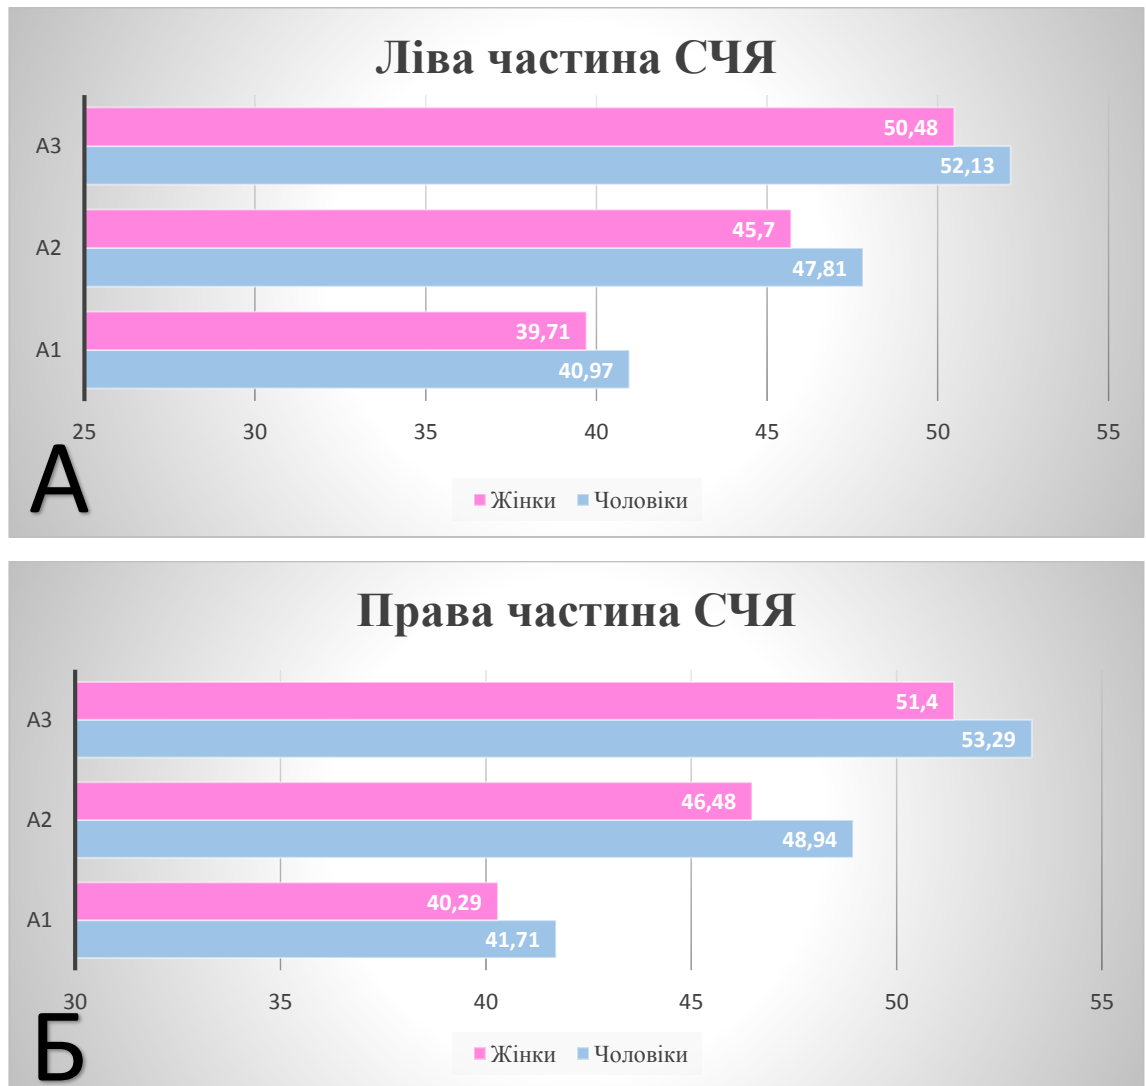 Ліва частина СЧЯ
А3
50,48
52,13
А2
45,7
47,81
А1
39,71
40,97
25 30 35 40 45 50 55
А
Жінки Чоловіки
Права частина СЧЯ
А3
51,4
53,29
А2
46,48
48,94
А1
40,29
41,71
30 35 40 45 50 55
Б
Жінки Чоловіки